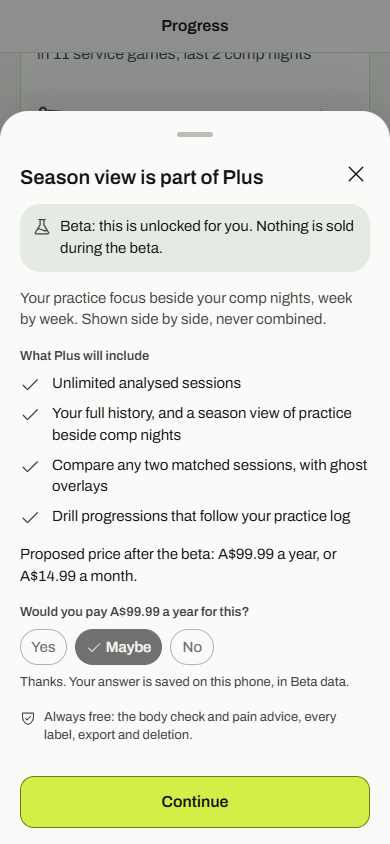 Progress
in 11 service games, last 2 comp nights
Season view is part of Plus
Beta: this is unlocked for you. Nothing is sold
during the beta.
Your practice focus beside your comp nights, week
by week. Shown side by side, never combined.
What Plus will include
Unlimited analysed sessions
Your full history, and a season view of practice
beside comp nights
Compare any two matched sessions, with ghost
overlays
Drill progressions that follow your practice log
Proposed price after the beta: A$99.99 a year, or
A$14.99 a month.
Would you pay A$99.99 a year for this?
Yes Maybe No
Thanks. Your answer is saved on this phone, in Beta data.
Always free: the body check and pain advice, every
label, export and deletion.
Continue